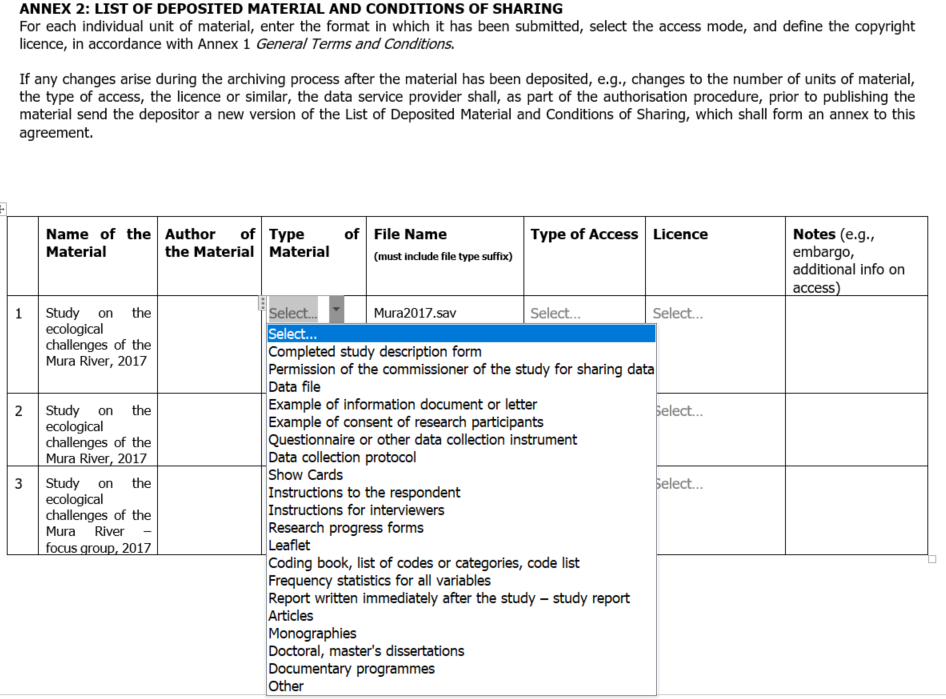 ANNEX 2: LIST OF DEPOSITED MATERIAL AND CONDITIONS OF SHARING
For each individual unit of material, enter the format in which it has been submitted, select the access mode, and define the copyright
licence, in accordance with Annex 1 General Terms and Conditions.
If any changes arise during the archiving process after the material has been deposited, e.g., changes to the number of units of material,
the type of access, the licence or similar, the data service provider shall, as part of the authorisation procedure, prior to publishing the
material send the depositor a new version of the List of Deposited Material and Conditions of Sharing, which shall form an annex to this
agreement.
Name of the
Material
Author of
the Material
Type of
Material
File Name
(must include file type suffix)
Type of Access
Licence
Notes (e.g.,
embargo,
additional info on
access)
1
Study on the
ecological
challenges of the
Mura River, 2017
Select...
Mura2017.sav
Select...
Select...
Select...
Completed study description form
Permission of the commissioner of the study for sharing data
Data file
Example of information document or letter
Example of consent of research participants
Questionnaire or other data collection instrument
Data collection protocol
Show Cards
Instructions to the respondent
Instructions for interviewers
Research progress forms
Leaflet
Coding book, list of codes or categories, code list
Frequency statistics for all variables
Report written immediately after the study – study report
Articles
Monographies
Doctoral, master's dissertations
Documentary programmes
Other
2
Study on the
ecological
challenges of the
Mura River, 2017
Select...
3
Study on the
ecological
challenges of the
Mura River –
focus group, 2017
Select...